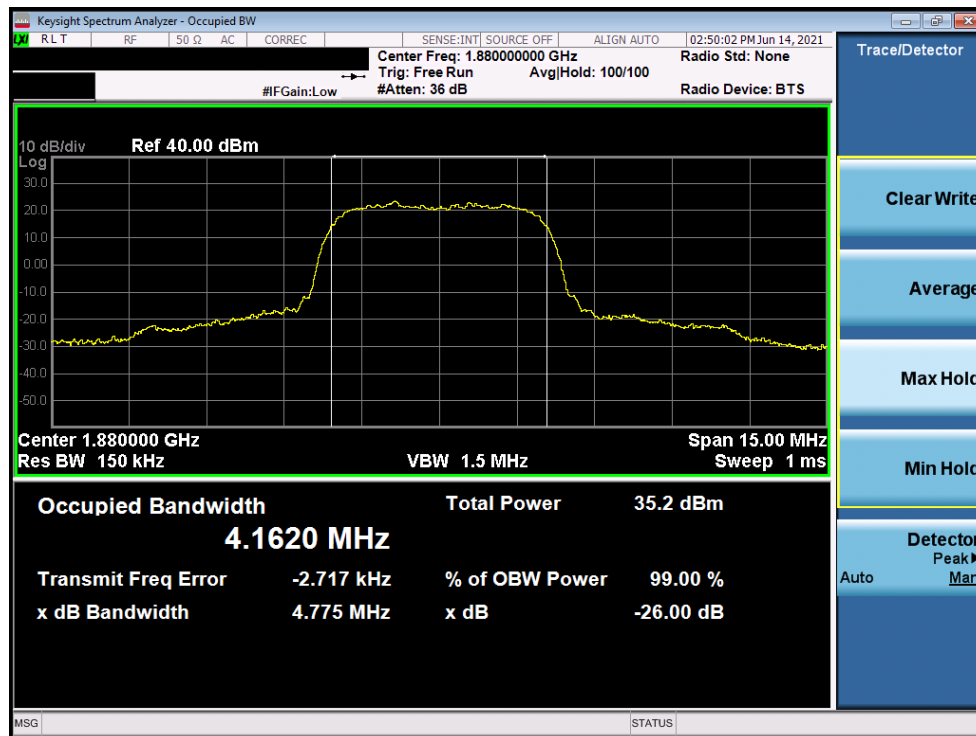 Keysight Spectrum Analyzer - Occupied BW
LXI RLT RF 50 Ω AC CORREC SENSE:INT SOURCE OFF ALIGN AUTO 02:50:02 PM Jun 14, 2021
Center Freq: 1.880000000 GHz Radio Std: None
Trig: Free Run Avg|Hold: 100/100
#IFGain:Low #Atten: 36 dB Radio Device: BTS
10 dB/div Ref 40.00 dBm
Log
30.0
20.0
10.0
0.00
-10.0
-20.0
-30.0
-40.0
-50.0
Center 1.880000 GHz Span 15.00 MHz
Res BW 150 kHz VBW 1.5 MHz Sweep 1 ms
Occupied Bandwidth Total Power 35.2 dBm
4.1620 MHz
Transmit Freq Error -2.717 kHz % of OBW Power 99.00 %
x dB Bandwidth 4.775 MHz x dB -26.00 dB
MSG STATUS
Trace/Detector
Clear Write
Average
Max Hold
Min Hold
Detector
Peak
Auto Man